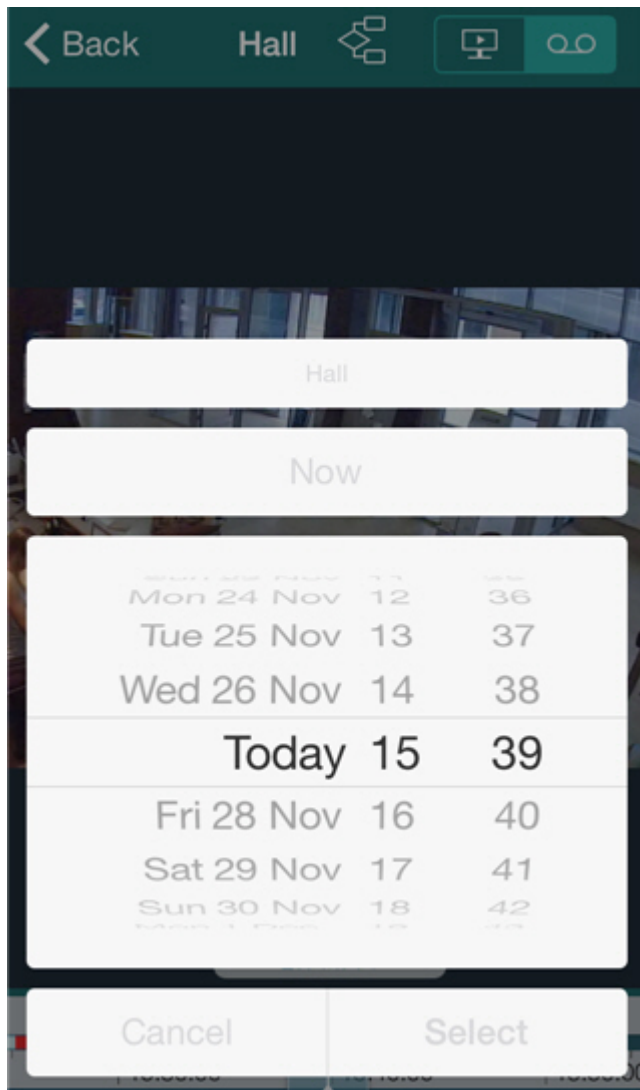 Back Hall
Hall
Now
Mon 24 Nov 12 36
Tue 25 Nov 13 37
Wed 26 Nov 14 38
Today 15 39
Fri 28 Nov 16 40
Sat 29 Nov 17 41
Sun 30 Nov 18 42
Cancel Select